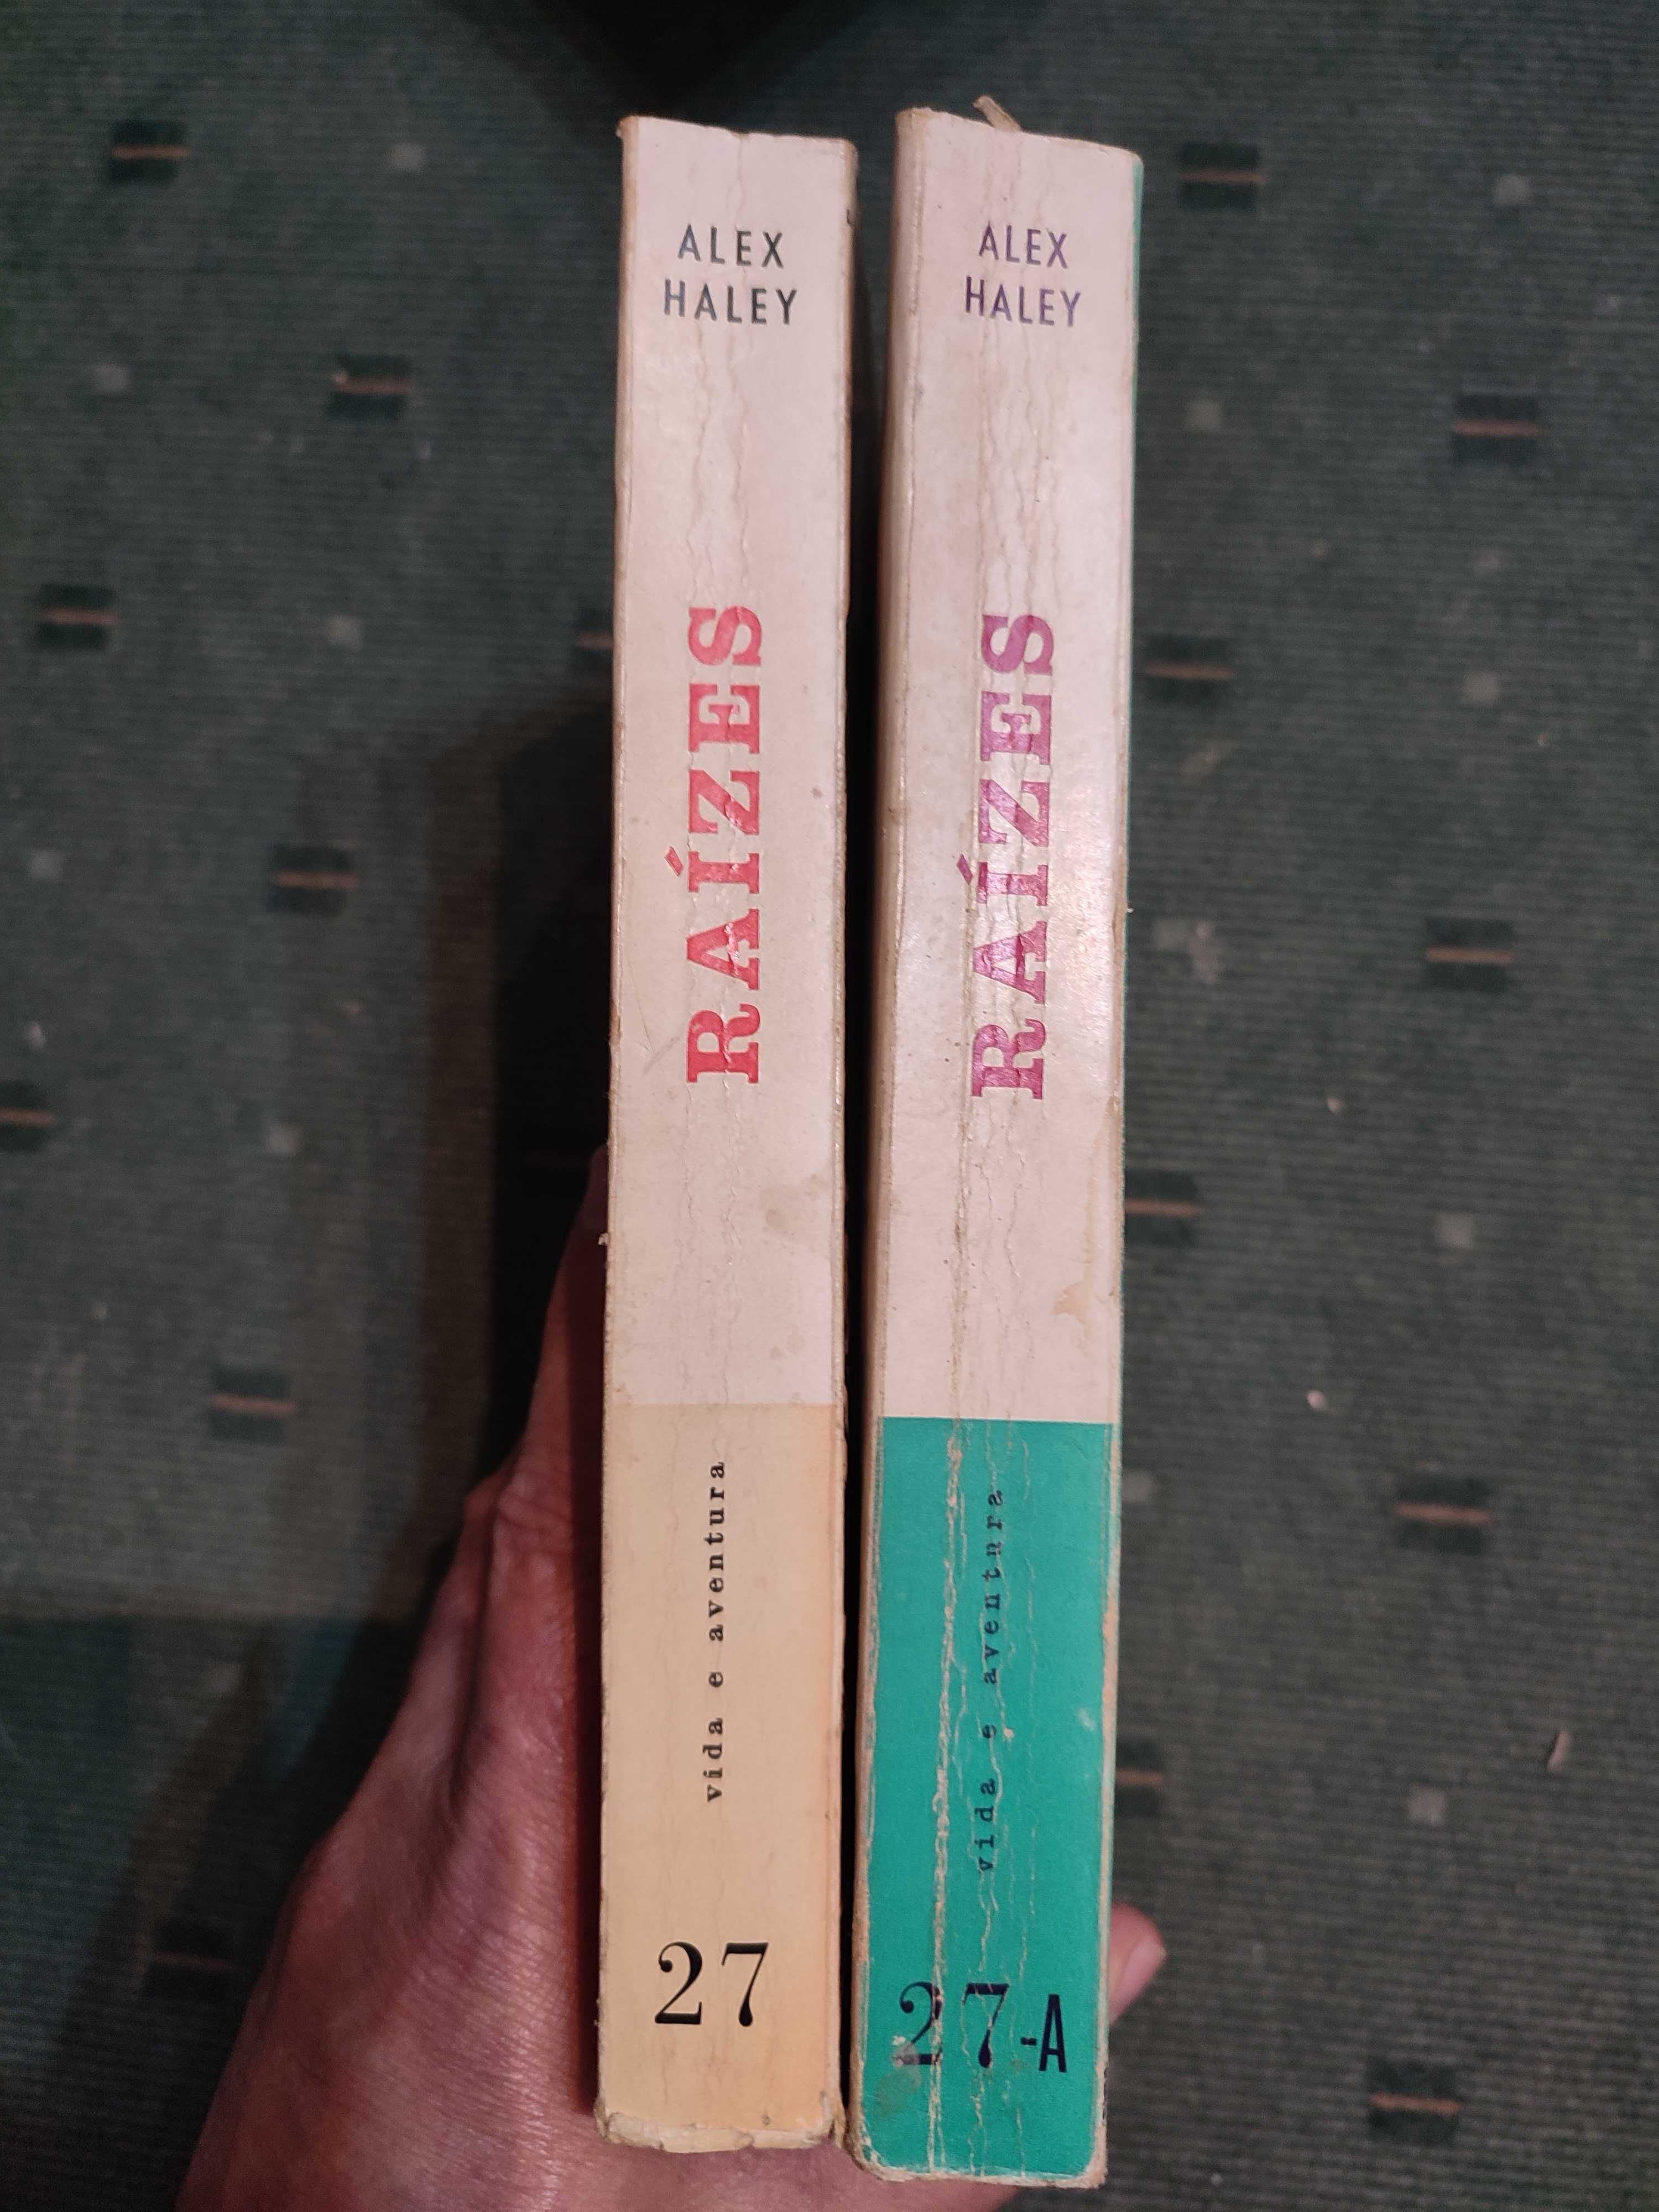 ALEX
HALEY
RAÍZES
vida e aventura
27
ALEX
HALEY
RAÍZES
vida e aventura
27-A